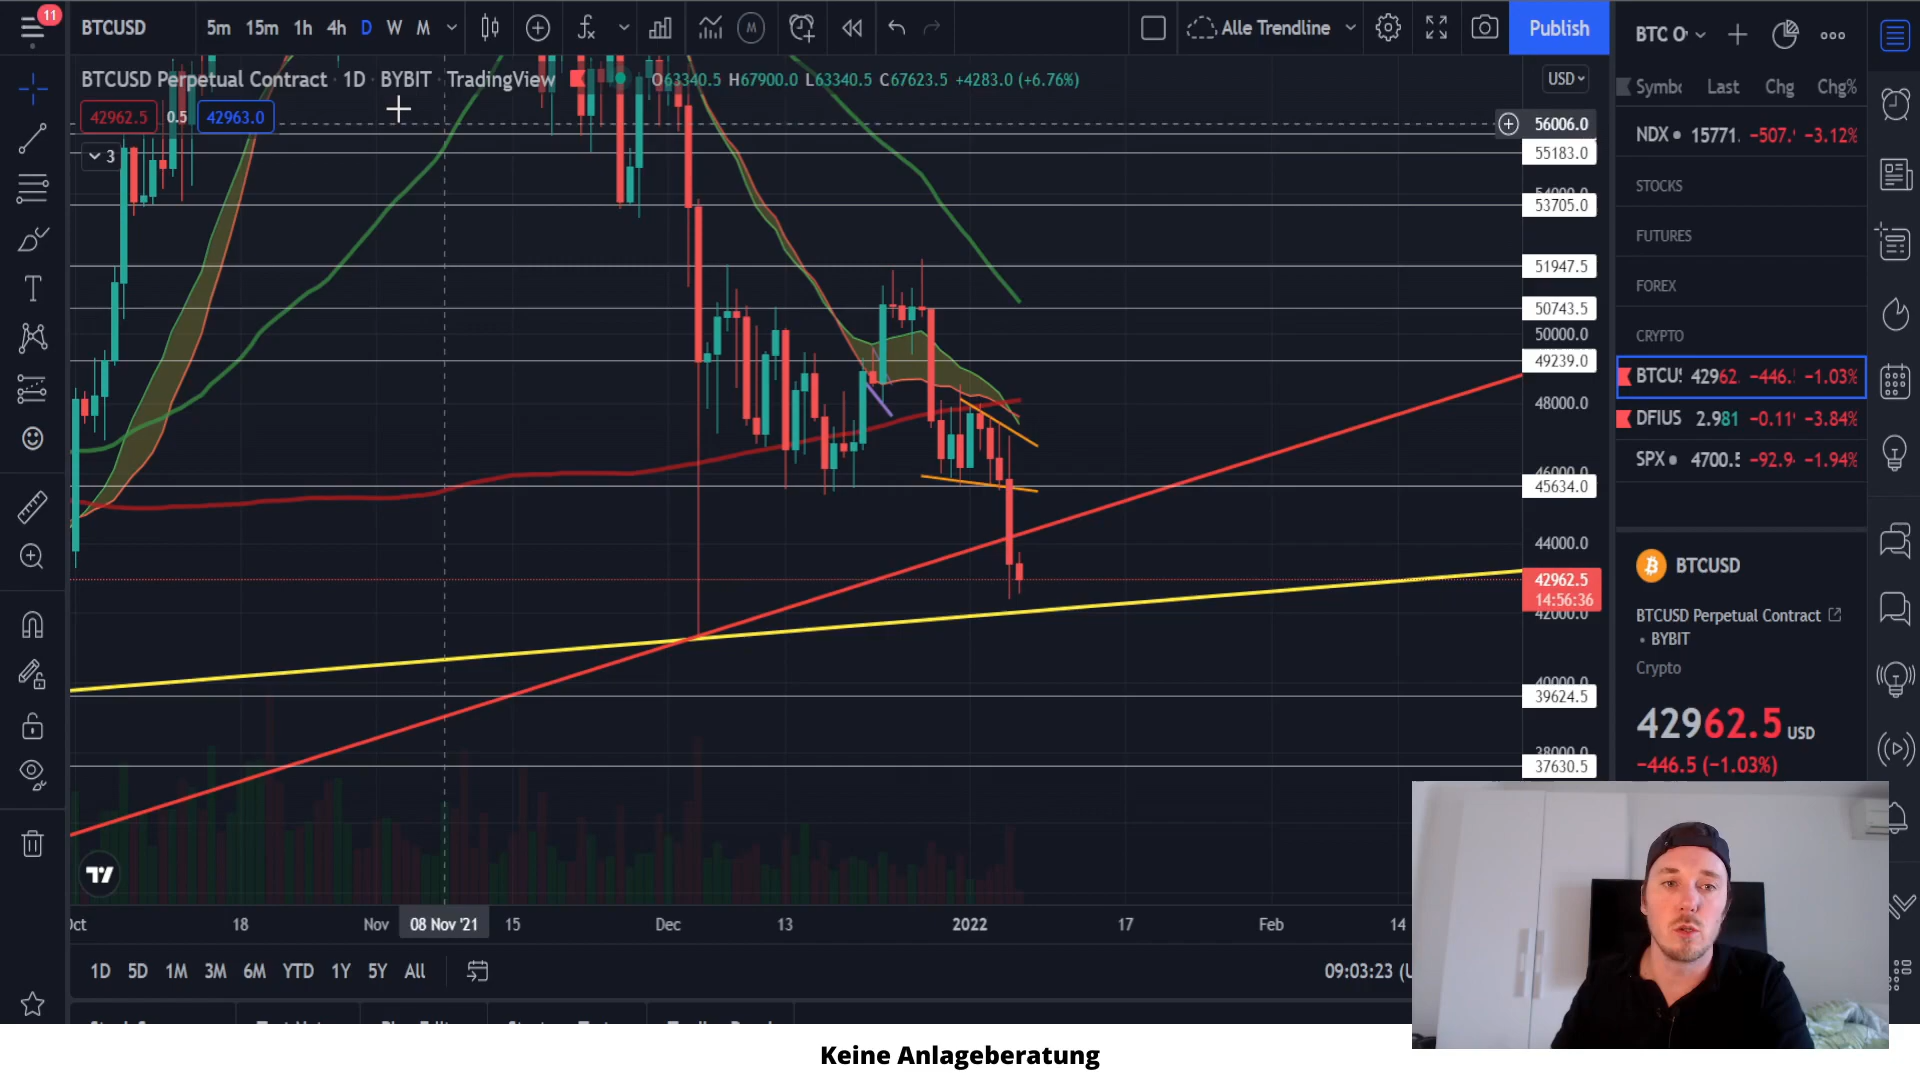 11
BTCUSD 5m 15m 1h 4h D W M
M
Alle Trendline
Publish
BTC O
BTCUSD Perpetual Contract · 1D · BYBIT · TradingView O63340.5 H67900.0 L63340.5 C67623.5 +4283.0 (+6.76%)
USD
42962.5 0.5 42963.0
3
56006.0
55183.0
54000.0
53705.0
51947.5
50743.5
50000.0
49239.0
48000.0
46000.0
45634.0
44000.0
42962.5
14:56:36
42000.0
40000.0
39624.5
38000.0
37630.5
Symb Last Chg Chg%
NDX 15771. -507. -3.12%
STOCKS
FUTURES
FOREX
CRYPTO
BTCU 42962. -446. -1.03%
DFIUS 2.981 -0.11 -3.84%
SPX 4700.5 -92.9 -1.94%
BTCUSD
BTCUSD Perpetual Contract
• BYBIT
Crypto
42962.5 USD
-446.5 (-1.03%)
18 Nov 08 Nov '21 15 Dec 13 2022 17 Feb 14
1D 5D 1M 3M 6M YTD 1Y 5Y All
09:03:23 (U
Keine Anlageberatung